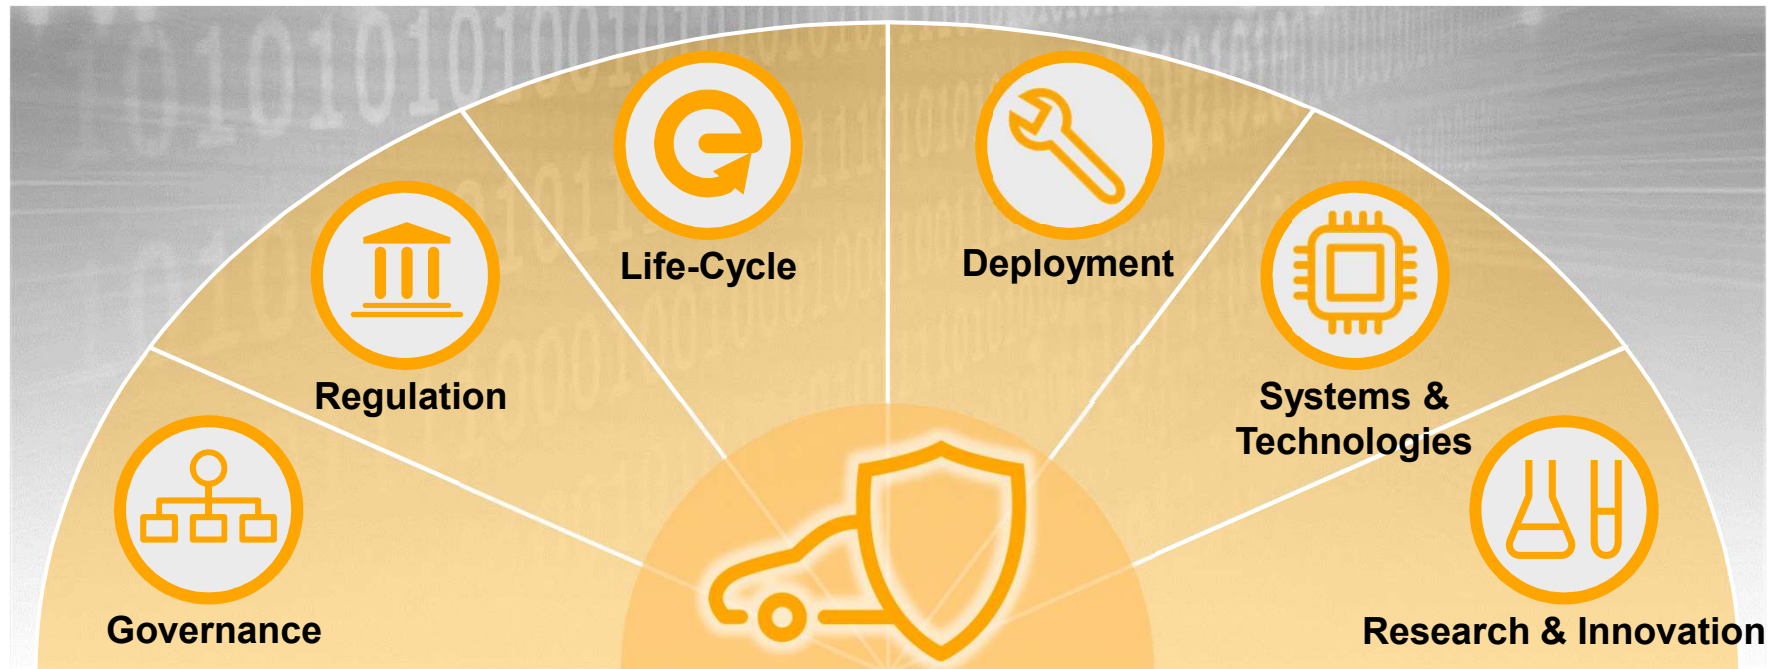 Life-Cycle
Deployment
Regulation
Systems &
Technologies
Governance
Research & Innovation